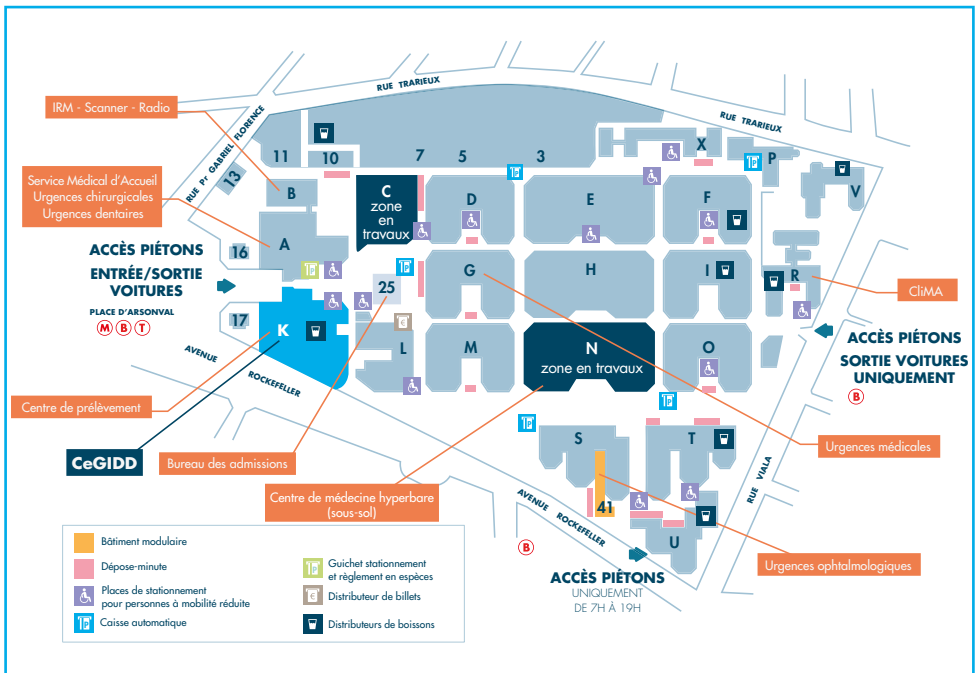 RUE TRARIEUX
RUE TRARIEUX
IRM - Scanner - Radio
RUE Pr GABRIEL FLORENCE
11
10
7
5
3
X
P
V
13
Service Médical d'Accueil
Urgences chirurgicales
Urgences dentaires
B
C
zone
en
travaux
D
E
F
A
16
ACCÈS PIÉTONS
ENTRÉE/SORTIE
VOITURES
PLACE D'ARSONVAL
M B T
25
G
H
I
R
CliMA
17
K
L
M
N
zone en travaux
O
ACCÈS PIÉTONS
SORTIE VOITURES
UNIQUEMENT
B
AVENUE ROCKEFELLER
Centre de prélèvement
CeGIDD
Bureau des admissions
Centre de médecine hyperbare
(sous-sol)
S
T
41
U
Urgences médicales
RUE VIALA
AVENUE ROCKEFELLER
B
Urgences ophtalmologiques
ACCÈS PIÉTONS
UNIQUEMENT
DE 7H À 19H
Bâtiment modulaire
Dépose-minute
Places de stationnement
pour personnes à mobilité réduite
Caisse automatique
Guichet stationnement
et règlement en espèces
Distributeur de billets
Distributeurs de boissons